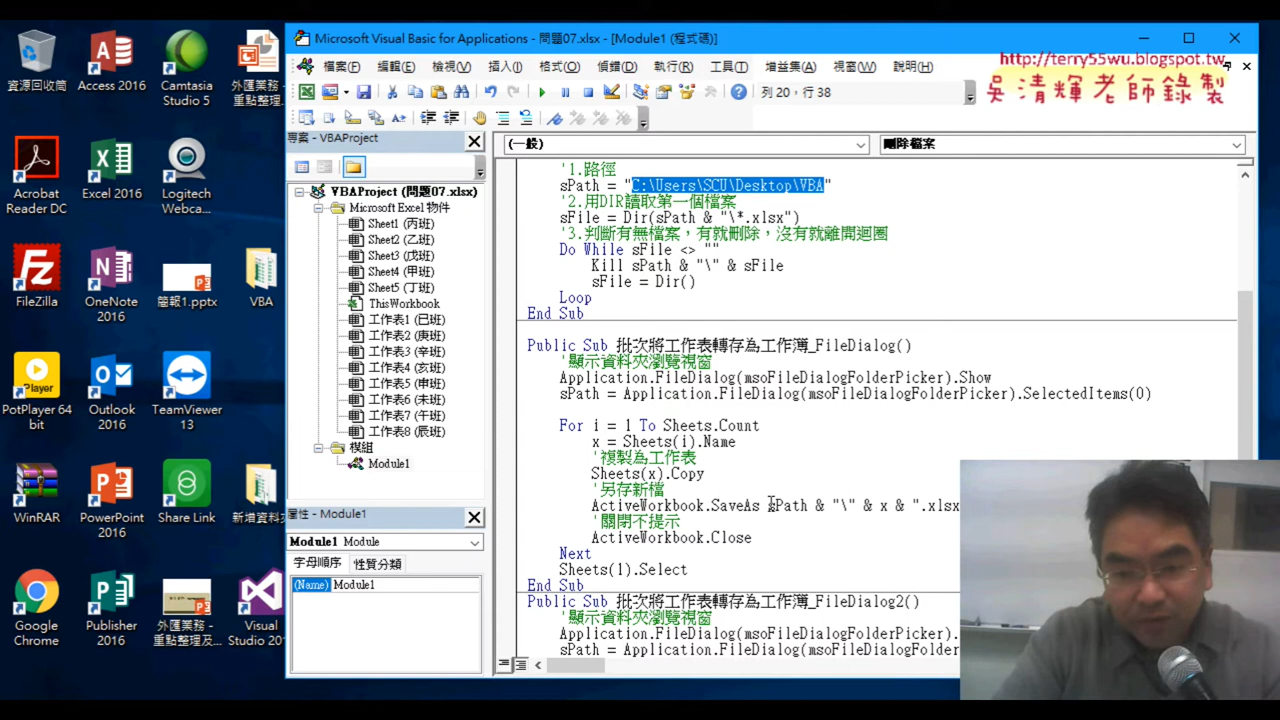 Microsoft Visual Basic for Applications - 問題07.xlsx - [Module1 (程式碼)]
http://terry55wu.blogspot.tw
吳清輝老師錄製
檔案(F) 編輯(E) 檢視(V) 插入(I) 格式(O) 偵錯(D) 執行(R) 工具(T) 增益集(A) 視窗(W) 說明(H)
列 20，行 38
專案 - VBAProject
(一般)
刪除檔案
VBAProject (問題07.xlsx)
Microsoft Excel 物件
Sheet1 (丙班)
Sheet2 (乙班)
Sheet3 (戊班)
Sheet4 (甲班)
Sheet5 (丁班)
ThisWorkbook
工作表1 (已班)
工作表2 (庚班)
工作表3 (辛班)
工作表4 (亥班)
工作表5 (申班)
工作表6 (未班)
工作表7 (午班)
工作表8 (辰班)
模組
Module1
屬性 - Module1
Module1 Module
字母順序 性質分類
(Name) Module1
'1.路徑
sPath = "C:\Users\SCU\Desktop\VBA"
'2.用DIR讀取第一個檔案
sFile = Dir(sPath & "\*.xlsx")
'3.判斷有無檔案，有就刪除，沒有就離開迴圈
Do While sFile <> ""
Kill sPath & "\" & sFile
sFile = Dir()
Loop
End Sub
Public Sub 批次將工作表轉存為工作簿_FileDialog()
'顯示資料夾瀏覽視窗
Application.FileDialog(msoFileDialogFolderPicker).Show
sPath = Application.FileDialog(msoFileDialogFolderPicker).SelectedItems(0)
For i = 1 To Sheets.Count
x = Sheets(i).Name
'複製為工作表
Sheets(x).Copy
'另存新檔
ActiveWorkbook.SaveAs sPath & "\" & x & ".xlsx
'關閉不提示
ActiveWorkbook.Close
Next
Sheets(1).Select
End Sub
Public Sub 批次將工作表轉存為工作簿_FileDialog2()
'顯示資料夾瀏覽視窗
Application.FileDialog(msoFileDialogFolderPicker).
sPath = Application.FileDialog(msoFileDialogFolder
資源回收筒
Access 2016
Camtasia Studio 5
外匯業務 - 重點整理
Acrobat Reader DC
Excel 2016
Logitech Webca...
FileZilla
OneNote 2016
簡報1.pptx
VBA
PotPlayer 64 bit
Outlook 2016
TeamViewer 13
WinRAR
PowerPoint 2016
Share Link
新增資料夾
Google Chrome
Publisher 2016
外匯業務 - 重點整理及...
Visual Studio 20